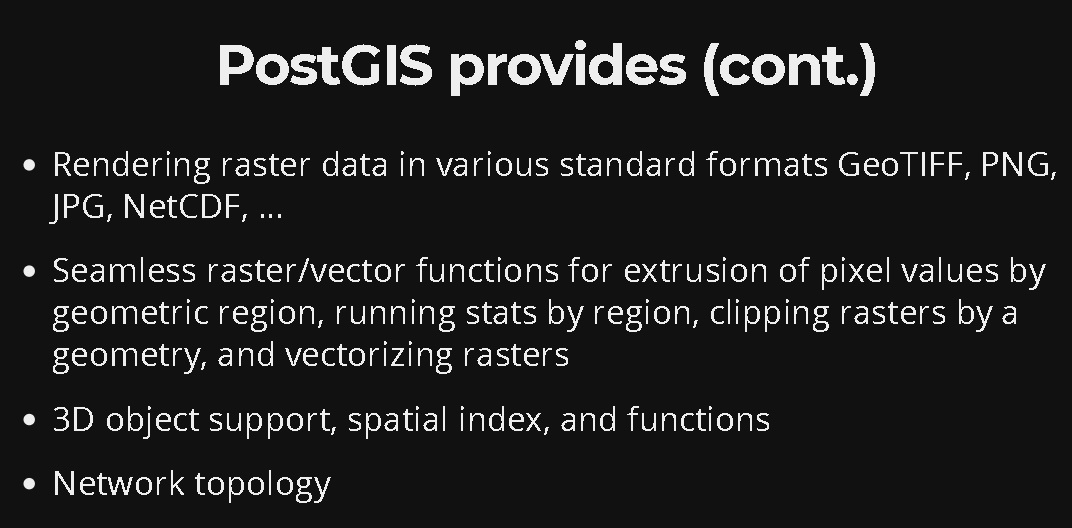 PostGIS provides (cont.)
• Rendering raster data in various standard formats GeoTIFF, PNG,
JPG, NetCDF, ...
• Seamless raster/vector functions for extrusion of pixel values by
geometric region, running stats by region, clipping rasters by a
geometry, and vectorizing rasters
• 3D object support, spatial index, and functions
• Network topology